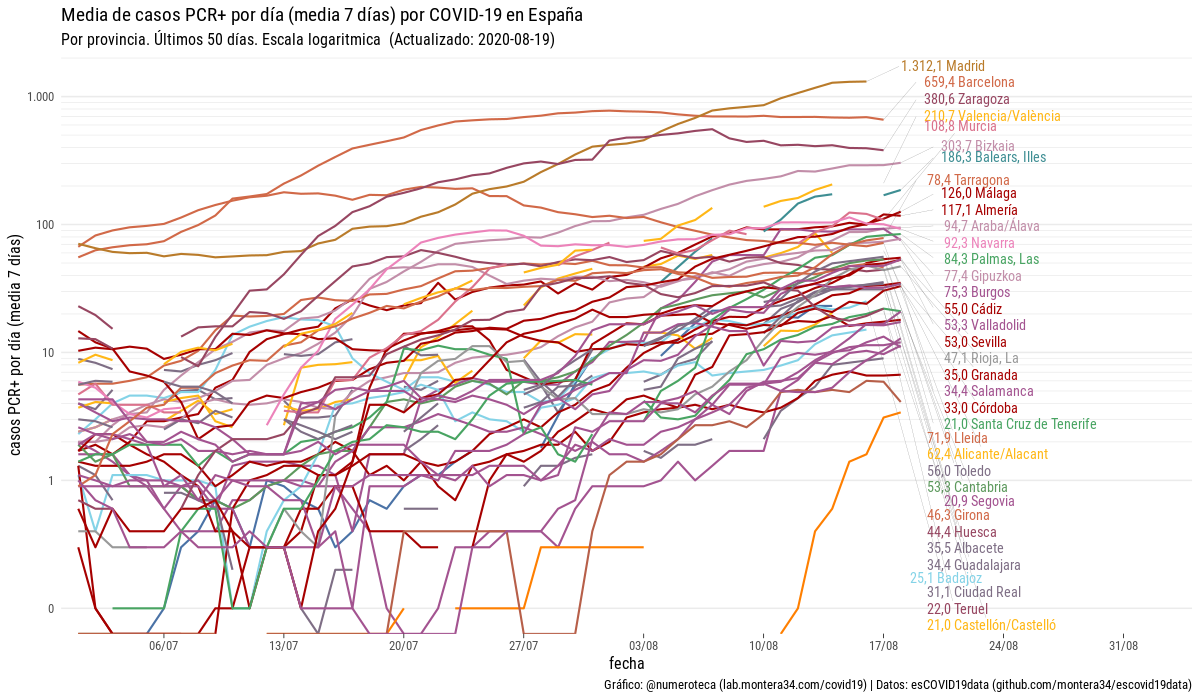 Media de casos PCR+ por día (media 7 días) por COVID-19 en España
Por provincia. Últimos 50 días. Escala logaritmica (Actualizado: 2020-08-19)
casos PCR+ por día (media 7 días)
1.000
100
10
1
0
1.312,1 Madrid
659,4 Barcelona
380,6 Zaragoza
210,7 Valencia/València
108,8 Murcia
303,7 Bizkaia
186,3 Balears, Illes
78,4 Tarragona
126,0 Málaga
117,1 Almería
94,7 Araba/Álava
92,3 Navarra
84,3 Palmas, Las
77,4 Gipuzkoa
75,3 Burgos
55,0 Cádiz
53,3 Valladolid
53,0 Sevilla
47,1 Rioja, La
35,0 Granada
34,4 Salamanca
33,0 Córdoba
21,0 Santa Cruz de Tenerife
71,9 Lleida
62,4 Alicante/Alacant
56,0 Toledo
53,3 Cantabria
20,9 Segovia
46,3 Girona
44,4 Huesca
35,5 Albacete
34,4 Guadalajara
25,1 Badajoz
31,1 Ciudad Real
22,0 Teruel
21,0 Castellón/Castelló
06/07 13/07 20/07 27/07 03/08 10/08 17/08 24/08 31/08
fecha
Gráfico: @numeroteca (lab.montera34.com/covid19) | Datos: esCOVID19data (github.com/montera34/escovid19data)